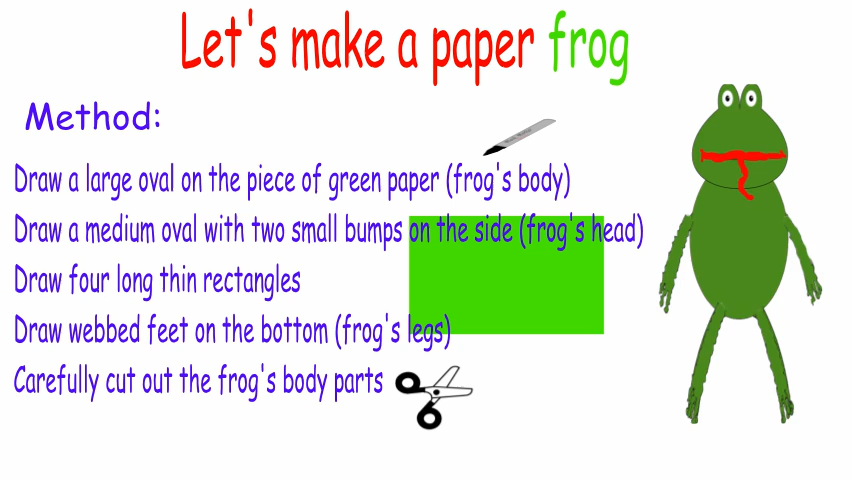 Let's make a paper frog
Method:
Draw a large oval on the piece of green paper (frog's body)
Draw a medium oval with two small bumps on the side (frog's head)
Draw four long thin rectangles
Draw webbed feet on the bottom (frog's legs)
Carefully cut out the frog's body parts